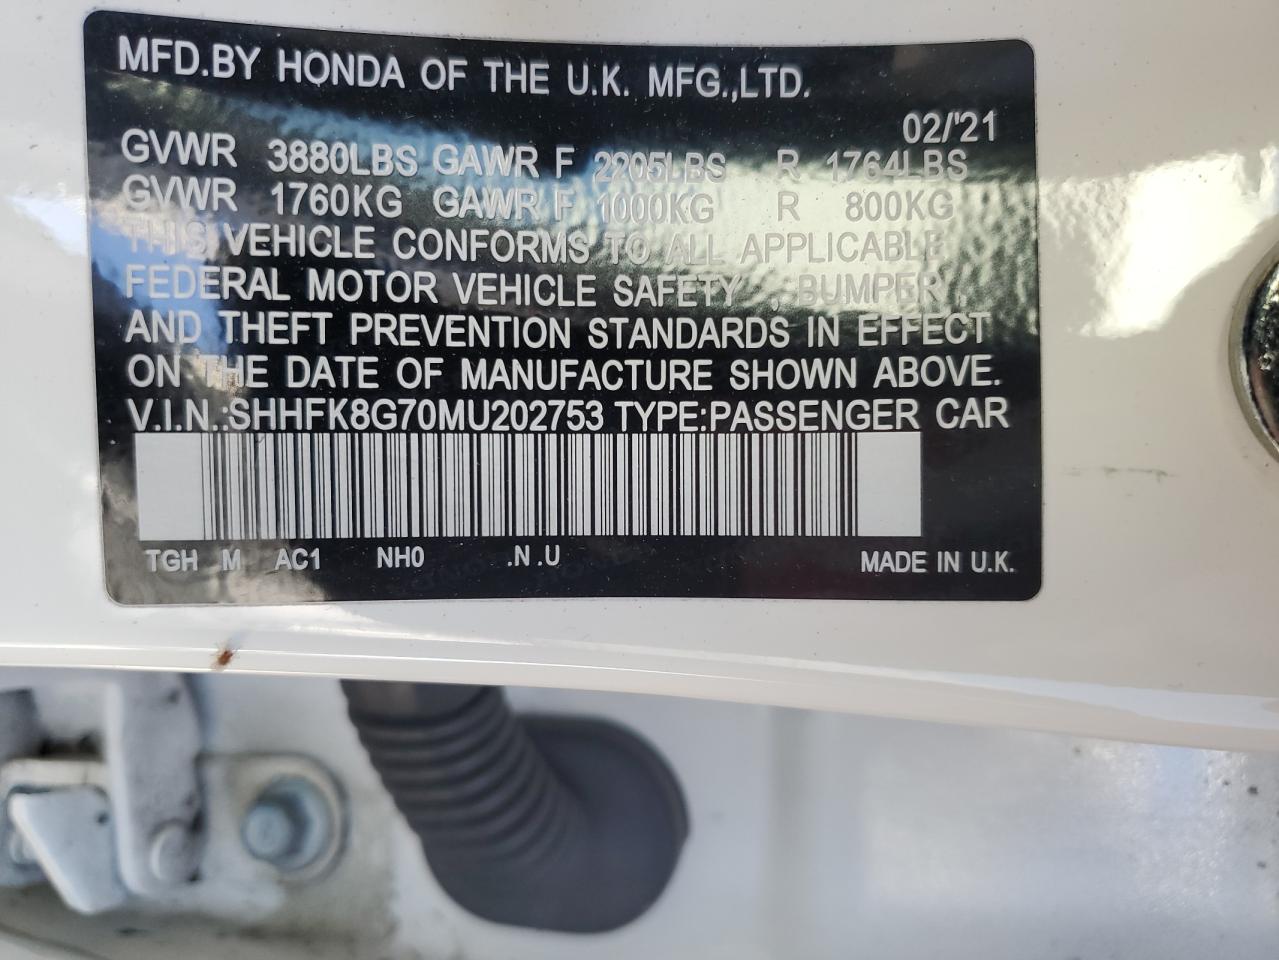 MFD.BY HONDA OF THE U.K. MFG.,LTD.
02/'21
GVWR 3880LBS GAWR F 2205LBS R 1764LBS
GVWR 1760KG GAWR F 1000KG R 800KG
THIS VEHICLE CONFORMS TO ALL APPLICABLE
FEDERAL MOTOR VEHICLE SAFETY , BUMPER ,
AND THEFT PREVENTION STANDARDS IN EFFECT
ON THE DATE OF MANUFACTURE SHOWN ABOVE.
V.I.N.:SHHFK8G70MU202753 TYPE:PASSENGER CAR
TGH M AC1 NH0 .N .U MADE IN U.K.